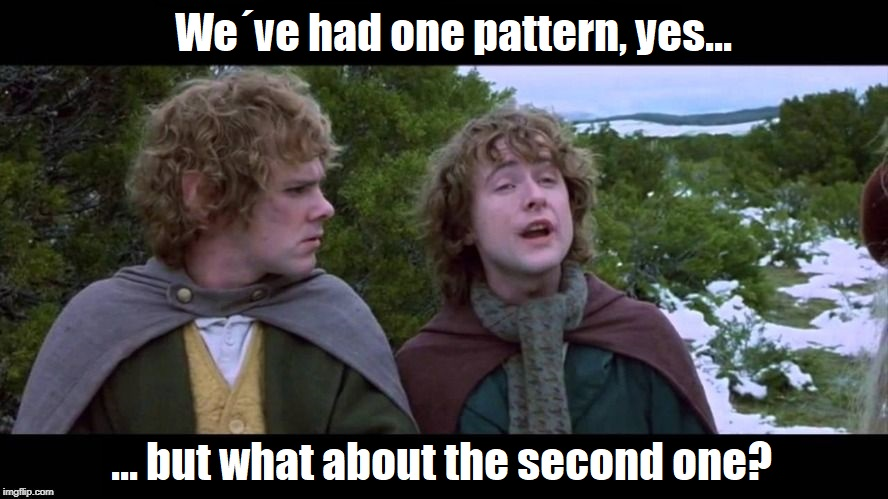 We´ve had one pattern, yes...
... but what about the second one?
imgflip.com